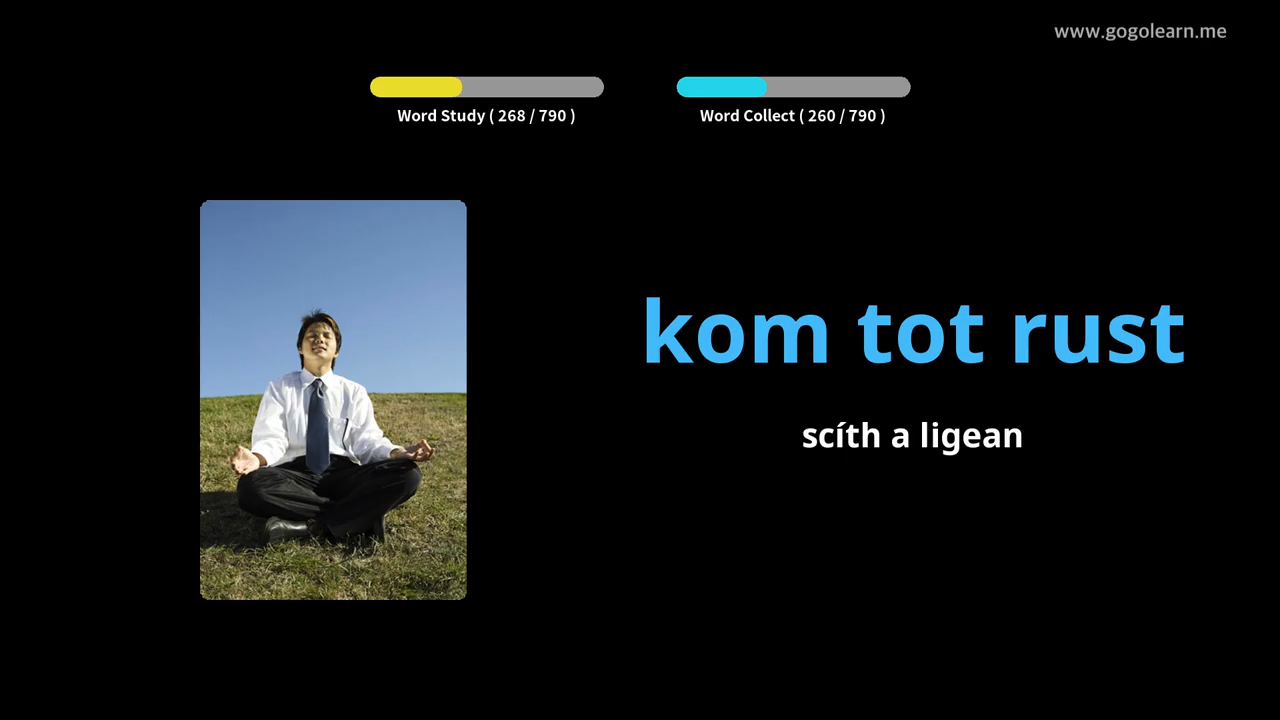 www.gogolearn.me
Word Study ( 268 / 790 )
Word Collect ( 260 / 790 )
kom tot rust
scíth a ligean